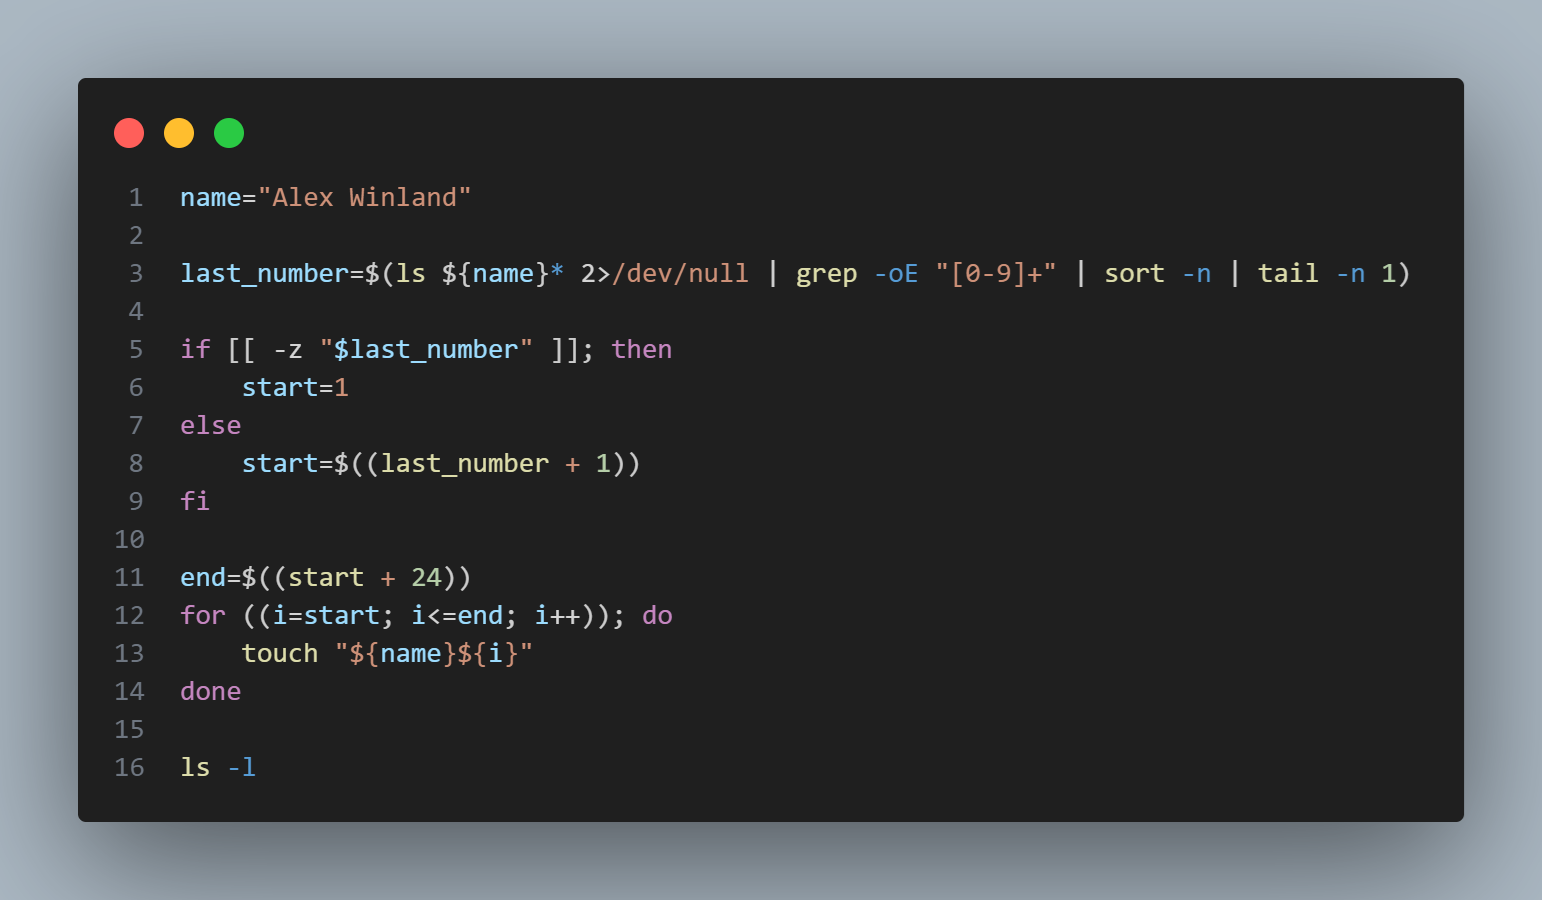 1 name="Alex Winland"
2
3 last_number=$(ls ${name}* 2>/dev/null | grep -oE "[0-9]+" | sort -n | tail -n 1)
4
5 if [[ -z "$last_number" ]]; then
6     start=1
7 else
8     start=$((last_number + 1))
9 fi
10
11 end=$((start + 24))
12 for ((i=start; i<=end; i++)); do
13     touch "${name}${i}"
14 done
15
16 ls -l